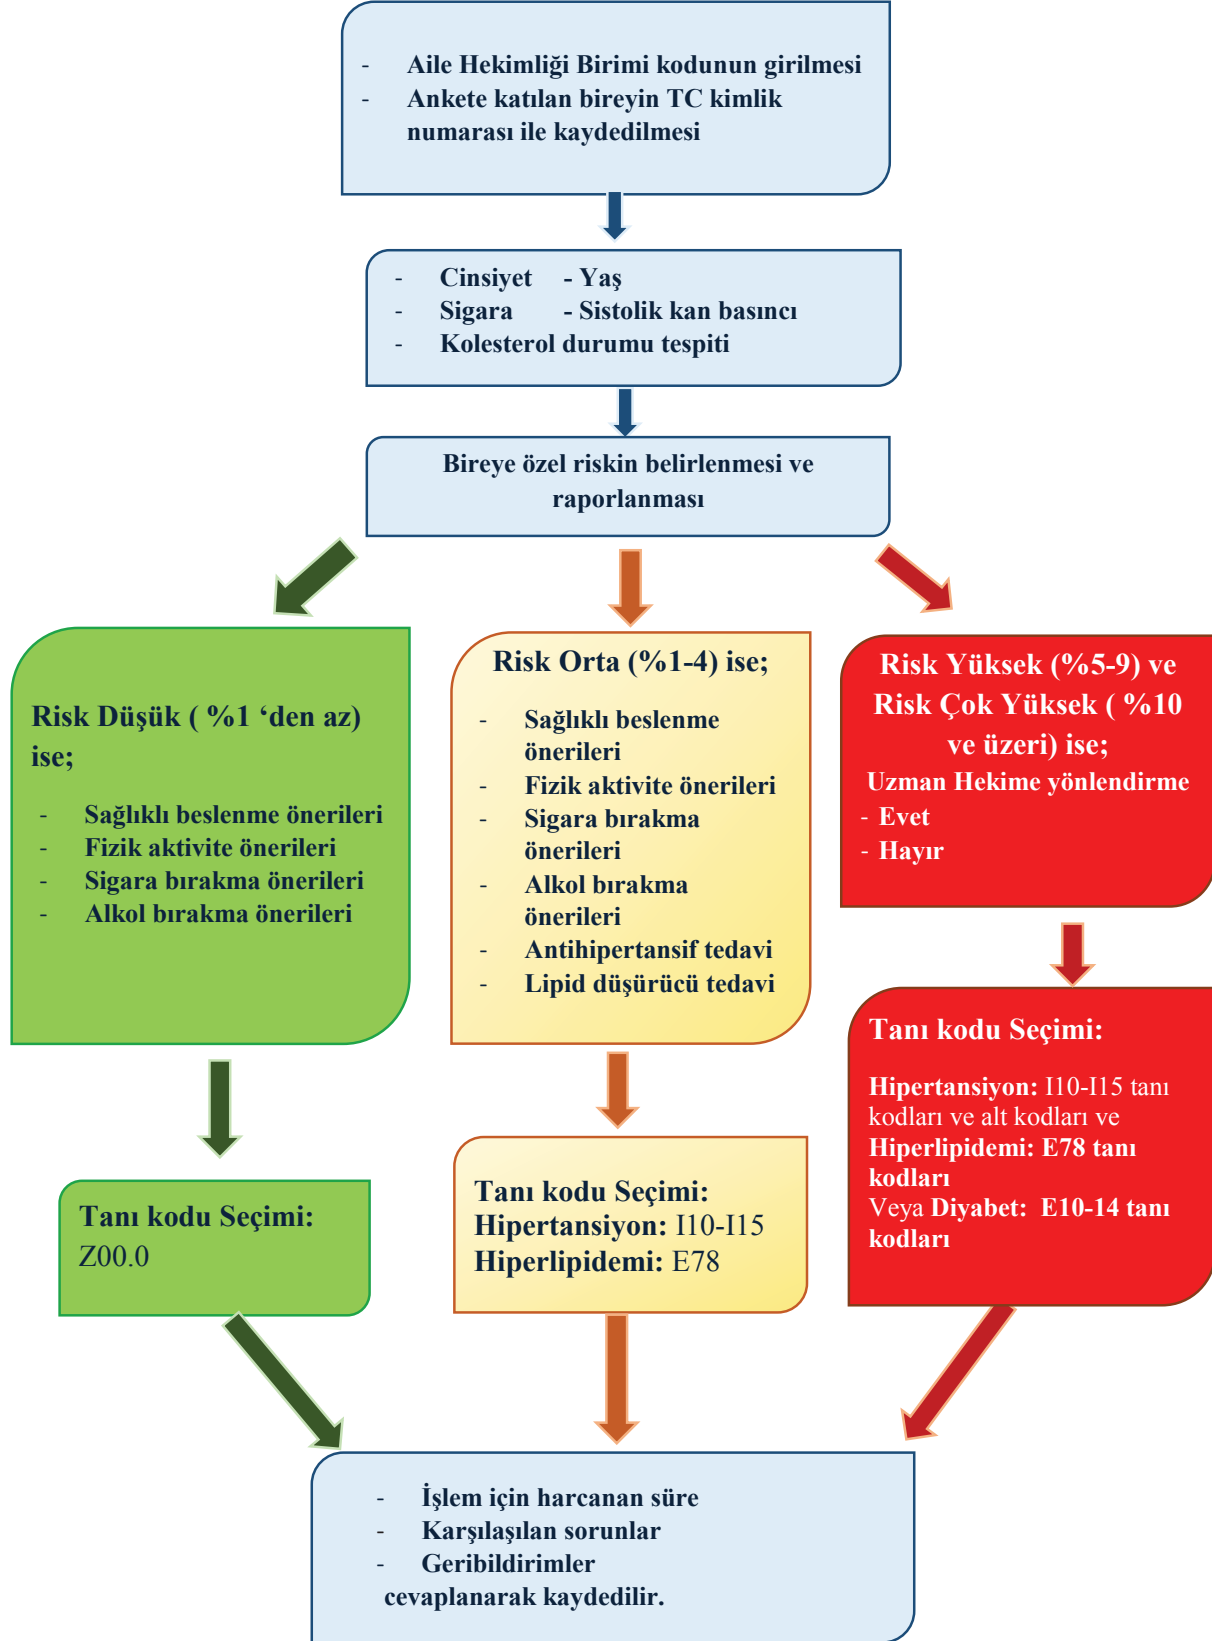 - Aile Hekimliği Birimi kodunun girilmesi
- Ankete katılan bireyin TC kimlik
numarası ile kaydedilmesi
- Cinsiyet - Yaş
- Sigara - Sistolik kan basıncı
- Kolesterol durumu tespiti
Bireye özel riskin belirlenmesi ve
raporlanması
Risk Düşük ( %1 ‘den az)
ise;
- Sağlıklı beslenme önerileri
- Fizik aktivite önerileri
- Sigara bırakma önerileri
- Alkol bırakma önerileri
Risk Orta (%1-4) ise;
- Sağlıklı beslenme
önerileri
- Fizik aktivite önerileri
- Sigara bırakma
önerileri
- Alkol bırakma
önerileri
- Antihipertansif tedavi
- Lipid düşürücü tedavi
Risk Yüksek (%5-9) ve
Risk Çok Yüksek ( %10
ve üzeri) ise;
Uzman Hekime yönlendirme
- Evet
- Hayır
Tanı kodu Seçimi:
Z00.0
Tanı kodu Seçimi:
Hipertansiyon: I10-I15
Hiperlipidemi: E78
Tanı kodu Seçimi:
Hipertansiyon: I10-I15 tanı
kodları ve alt kodları ve
Hiperlipidemi: E78 tanı
kodları
Veya Diyabet: E10-14 tanı
kodları
- İşlem için harcanan süre
- Karşılaşılan sorunlar
- Geribildirimler
cevaplanarak kaydedilir.